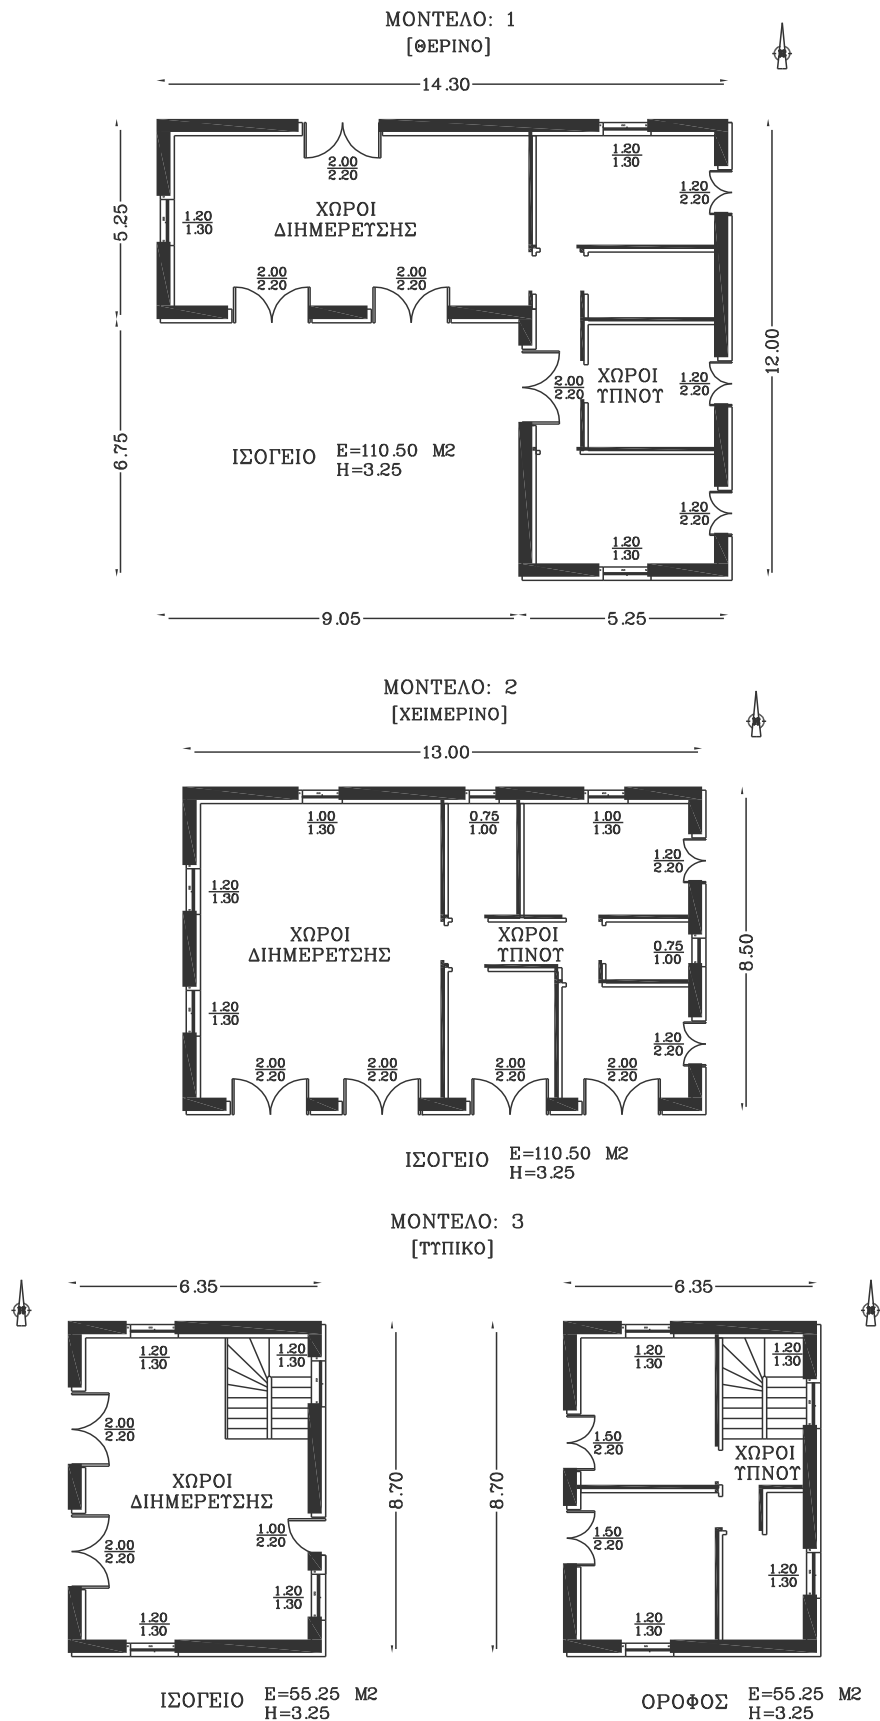 ΜΟΝΤΕΛΟ: 1
[ΘΕΡΙΝΟ]
14.30
1.20
1.30
2.00
2.20
1.20
2.20
5.25
1.20
1.30
ΧΩΡΟΙ
ΔΙΗΜΕΡΕΥΣΗΣ
2.00
2.20
2.00
2.20
12.00
2.00
2.20
ΧΩΡΟΙ
ΥΠΝΟΥ
1.20
2.20
6.75
ΙΣΟΓΕΙΟ
E=110.50 M2
H=3.25
1.20
2.20
1.20
1.30
9.05
5.25
ΜΟΝΤΕΛΟ: 2
[ΧΕΙΜΕΡΙΝΟ]
13.00
1.00
1.30
0.75
1.00
1.00
1.30
1.20
2.20
1.20
1.30
ΧΩΡΟΙ
ΔΙΗΜΕΡΕΥΣΗΣ
ΧΩΡΟΙ
ΥΠΝΟΥ
0.75
1.00
8.50
1.20
1.30
1.20
2.20
2.00
2.20
2.00
2.20
2.00
2.20
2.00
2.20
ΙΣΟΓΕΙΟ
E=110.50 M2
H=3.25
ΜΟΝΤΕΛΟ: 3
[ΤΥΠΙΚΟ]
6.35
1.20
1.30
1.20
1.30
2.00
2.20
ΧΩΡΟΙ
ΔΙΗΜΕΡΕΥΣΗΣ
8.70
2.00
2.20
1.00
2.20
1.20
1.30
1.20
1.30
ΙΣΟΓΕΙΟ
E=55.25 M2
H=3.25
6.35
1.20
1.30
1.20
1.30
1.50
2.20
ΧΩΡΟΙ
ΥΠΝΟΥ
8.70
1.50
2.20
1.20
1.30
1.20
1.30
ΟΡΟΦΟΣ
E=55.25 M2
H=3.25